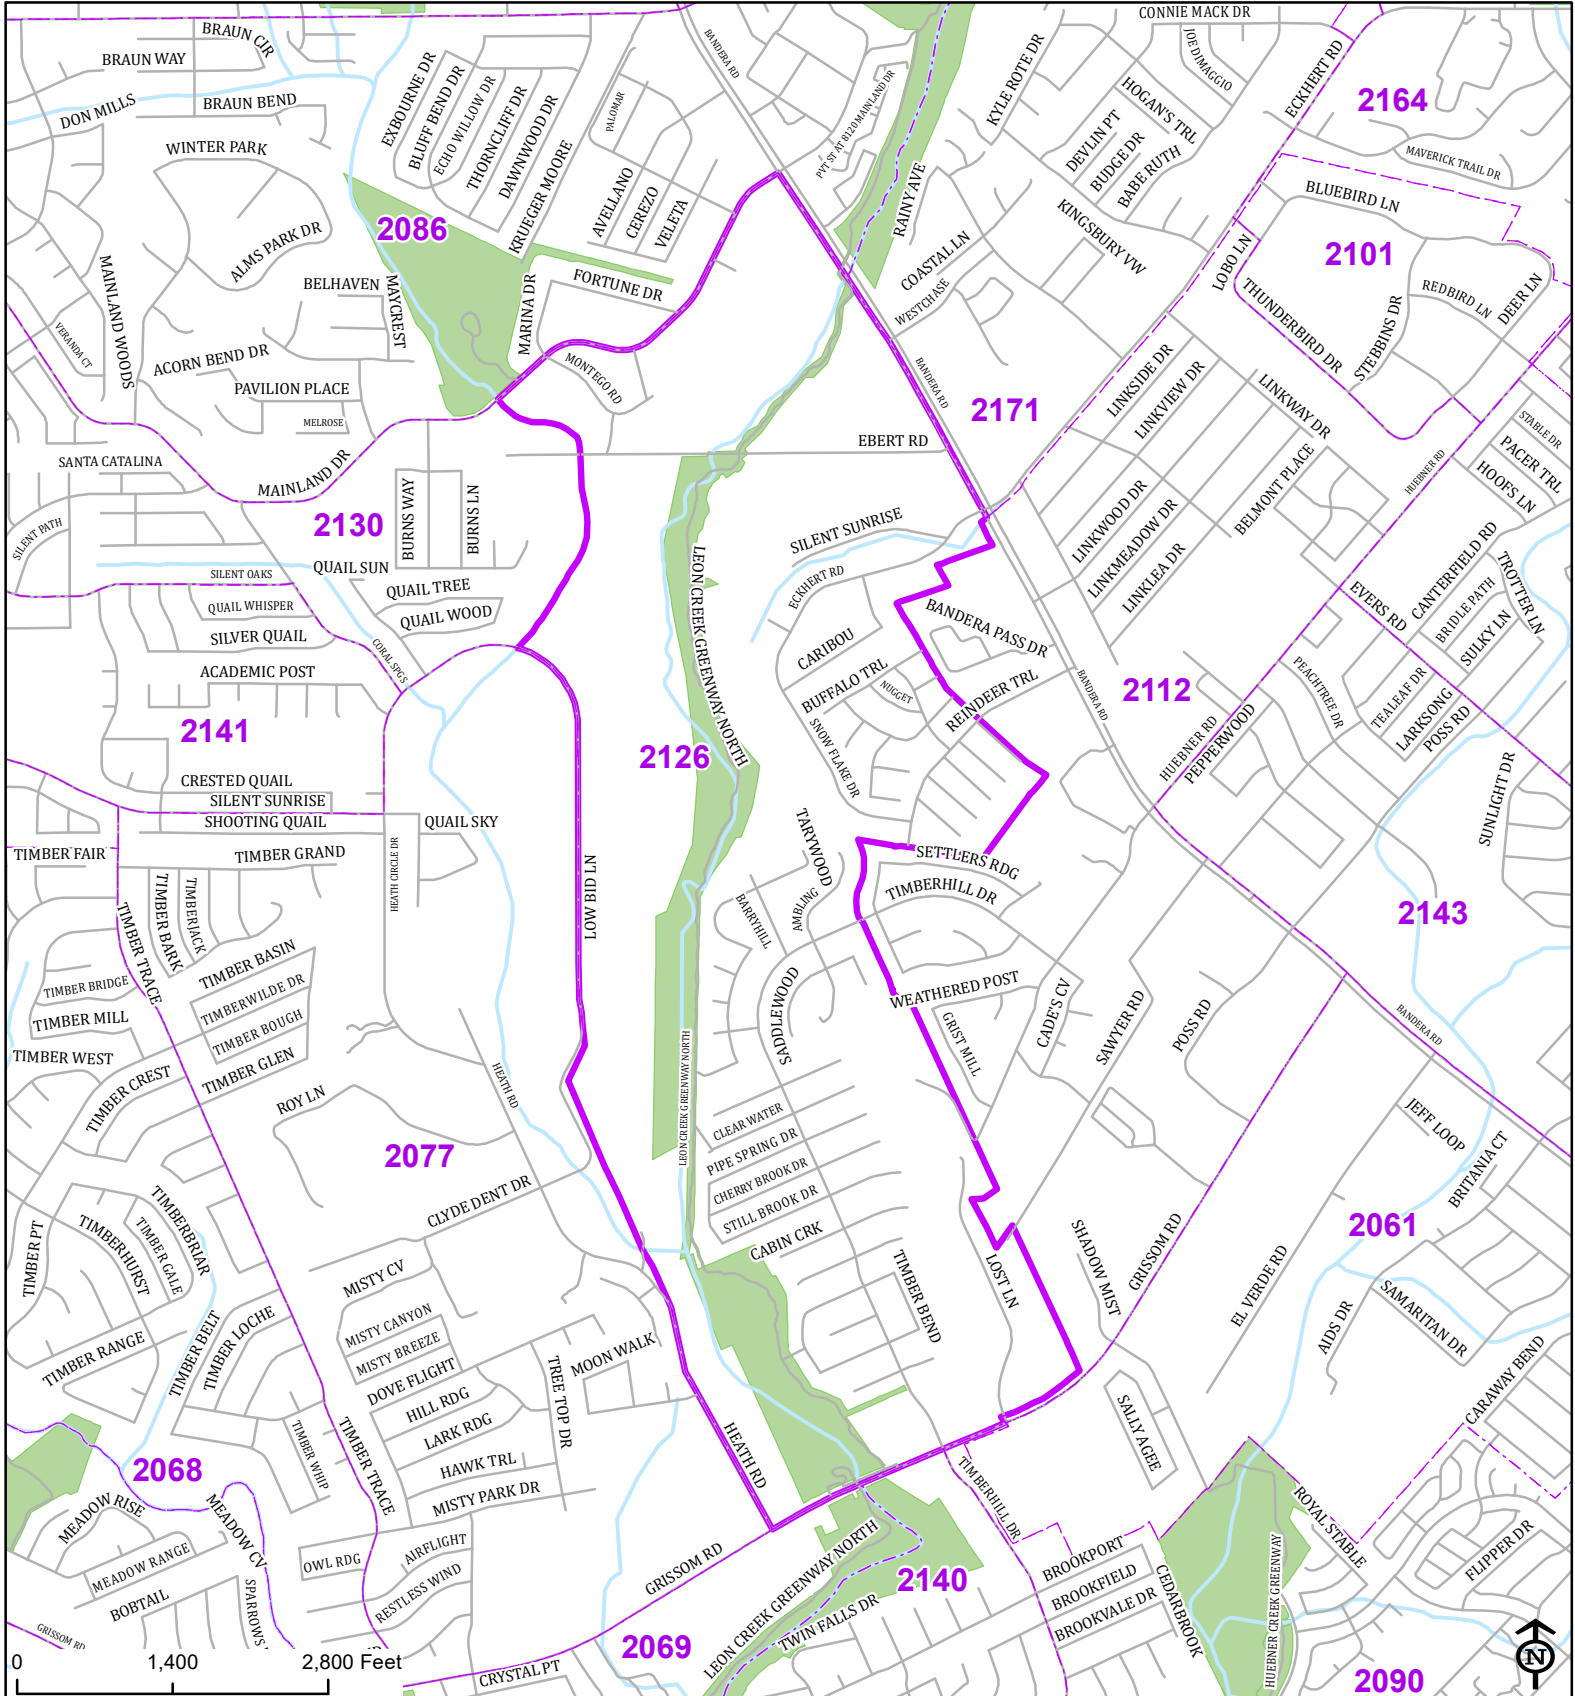 CONNIE MACK DR
BRAUN CIR
BRAUN WAY
BANDERA RD
JOE DIMAGGIO
KYLE ROTE DR
ECKHERT RD
EXBOURNE DR
BLUFF BEND DR
ECHO WILLOW DR
THORNCLIFF DR
DAWNWOOD DR
KRUEGER MOORE
PALOMAR
PVT ST AT 8120 MAINLAND DR
HOGAN'S TRL
2164
DON MILLS
BRAUN BEND
DEVLIN PT
BUDGE DR
BABE RUTH
WINTER PARK
MAVERICK TRAIL DR
AVELLANO
CEREZO
VELETA
RAINY AVE
BLUEBIRD LN
2086
ALMS PARK DR
KINGSBURY VW
COASTAL LN
LOBO LN
2101
MAINLAND WOODS
BELHAVEN
MAYCREST
MARINA DR
FORTUNE DR
WESTCHASE
THUNDERBIRD DR
STEBBINS DR
REDBIRD LN
DEER LN
VERANDA CT
ACORN BEND DR
PAVILION PLACE
MELROSE
MONTEGO RD
BANDERA RD
2171
LINKSIDE DR
LINKVIEW DR
LINKWAY DR
STABLE DR
PACER TRL
HOOFS LN
EBERT RD
SANTA CATALINA
MAINLAND DR
HUEBNER RD
BELMONT PLACE
SILENT PATH
2130
BURNS WAY
BURNS LN
SILENT SUNRISE
LINKWOOD DR
LINKMEADOW DR
LINKLEA DR
CANTERFIELD RD
TROTTER LN
QUAIL SUN
SILENT OAKS
QUAIL TREE
LEON CREEK GREENWAY NORTH
ECKHERT RD
EVERS RD
BRIDLE PATH
SULKY LN
QUAIL WHISPER
QUAIL WOOD
BANDERA PASS DR
SILVER QUAIL
CORAL SPGS
CARIBOU
ACADEMIC POST
BUFFALO TRL
NUGGET
REINDEER TRL
BANDERA RD
2112
PEACHTREE DR
TEALEAF DR
LARKSONG
POSS RD
2141
SNOW FLAKE DR
HUEBNER RD
PEPPERWOOD
2126
CRESTED QUAIL
SILENT SUNRISE
SHOOTING QUAIL
QUAIL SKY
SUNLIGHT DR
TIMBER FAIR
TIMBER GRAND
HEATH CIRCLE DR
LOW BID LN
TARYWOOD
AMBLING
BARRYHILL
SETTLERS RDG
TIMBERHILL DR
2143
TIMBER TRACE
TIMBER BARK
TIMBERJACK
TIMBER BASIN
TIMBER BRIDGE
TIMBERWILDE DR
SADDLEWOOD
WEATHERED POST
CADE'S CV
TIMBER MILL
TIMBER BOUGH
GRIST MILL
SAWYER RD
POSS RD
BANDERA RD
TIMBER WEST
TIMBER CREST
TIMBER GLEN
LEON CREEK GREENWAY NORTH
HEATH RD
ROY LN
CLEAR WATER
JEFF LOOP
2077
PIPE SPRING DR
CHERRY BROOK DR
STILL BROOK DR
BRITANIA CT
CLYDE DENT DR
CABIN CRK
2061
TIMBER PT
TIMBERHURST
TIMBER GALE
TIMBERBRIAR
SHADOW MIST
GRISSOM RD
EL VERDE RD
MISTY CV
TIMBER BEND
LOST LN
AIDS DR
SAMARITAN DR
MISTY CANYON
MISTY BREEZE
TIMBER RANGE
TIMBER BELT
TIMBER LOCHE
MOON WALK
DOVE FLIGHT
HILL RDG
LARK RDG
TREE TOP DR
CARAWAY BEND
SALLY AGEE
2068
TIMBER WHIP
TIMBER TRACE
HEATH RD
HAWK TRL
MISTY PARK DR
MEADOW RISE
MEADOW CV
TIMBERHILL DR
ROYAL STABLE
MEADOW RANGE
OWL RDG
AIRFLIGHT
RESTLESS WIND
GRISSOM RD
LEON CREEK GREENWAY NORTH
2140
BROOKPORT
BROOKFIELD
BROOKVALE DR
CEDARBROOK
FLIPPER DR
BOBTAIL
SPARROWS
TWIN FALLS DR
HUEBNER CREEK GREENWAY
GRISSOM RD
2069
CRYSTAL PT
2090
N
0 1,400 2,800 Feet